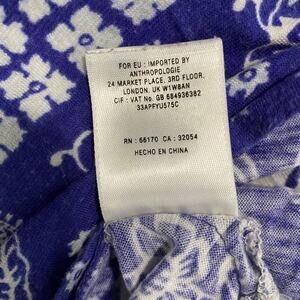 FOR EU : IMPORTED BY
ANTHROPOLOGIE
24 MARKET PLACE, 3RD FLOOR,
LONDON, UK W1W8AN
CIF : VAT No. GB 684936382
33APFYU575C
RN : 66170 CA : 32054
HECHO EN CHINA